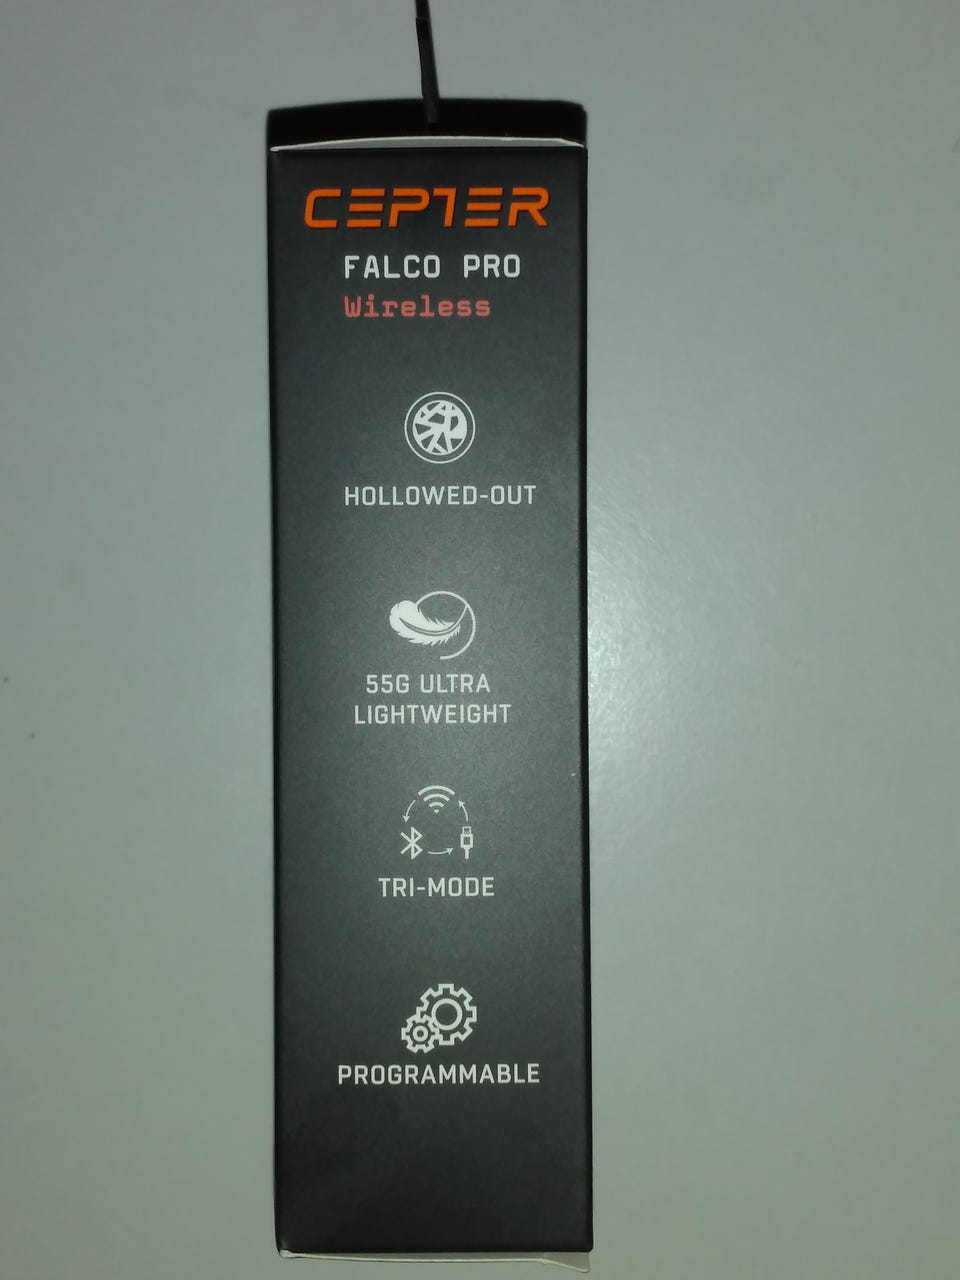 CEPTER
FALCO PRO
Wireless
HOLLOWED-OUT
55G ULTRA
LIGHTWEIGHT
TRI-MODE
PROGRAMMABLE